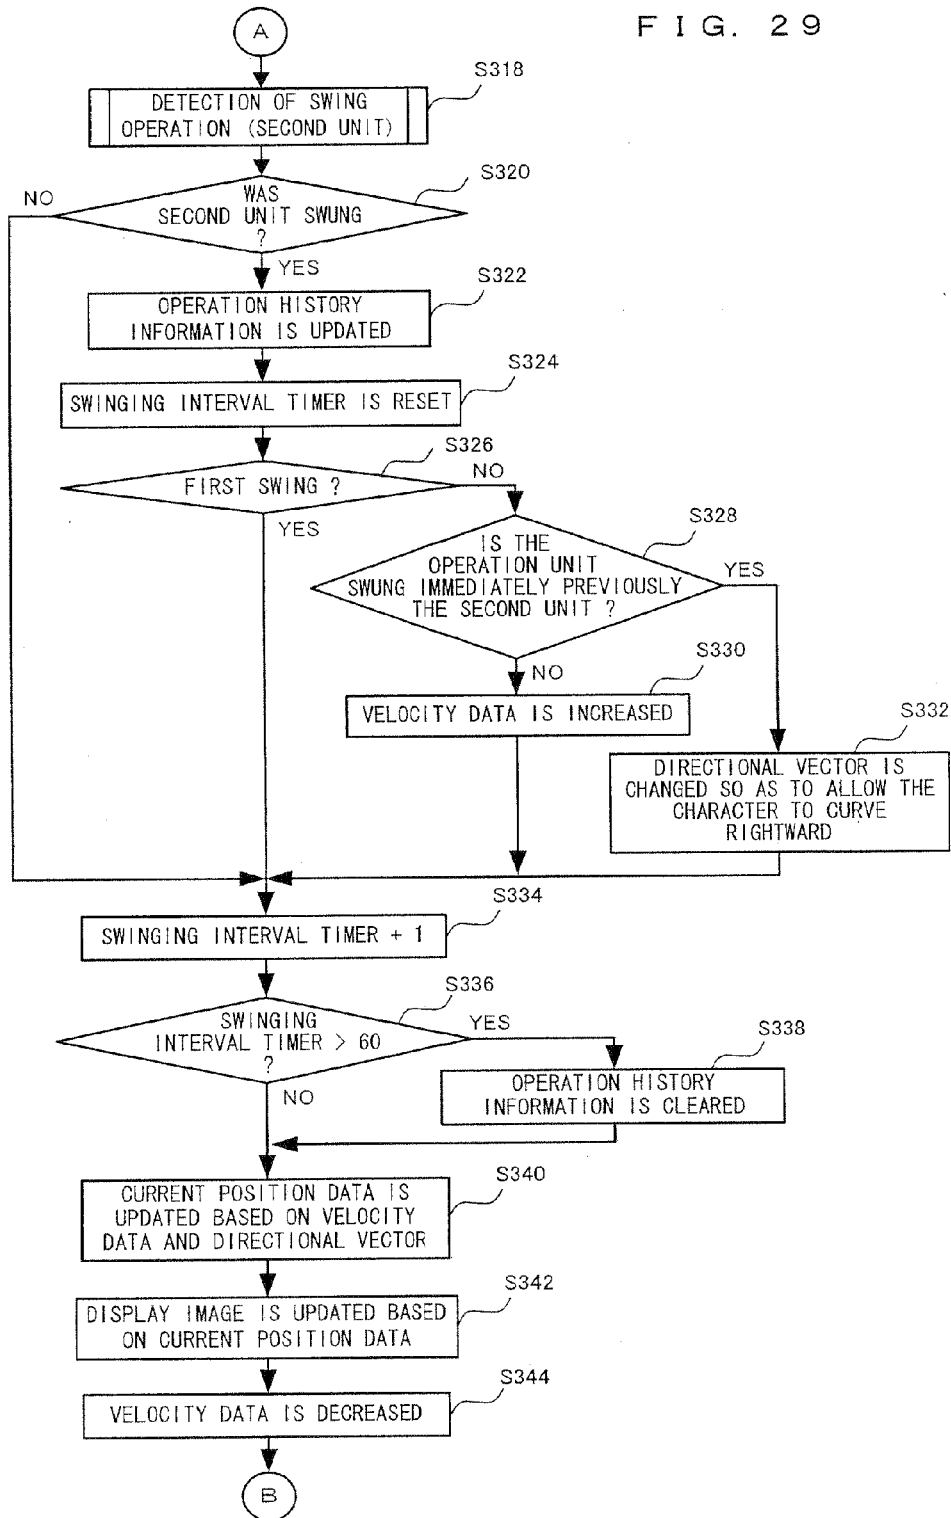 FIG. 29
A
S318
DETECTION OF SWING
OPERATION (SECOND UNIT)
S320
NO
WAS
SECOND UNIT SWUNG
?
YES
S322
OPERATION HISTORY
INFORMATION IS UPDATED
S324
SWINGING INTERVAL TIMER IS RESET
S326
FIRST SWING ?
NO
YES
S328
IS THE
OPERATION UNIT
SWUNG IMMEDIATELY PREVIOUSLY
THE SECOND UNIT ?
YES
NO
S330
VELOCITY DATA IS INCREASED
S332
DIRECTIONAL VECTOR IS
CHANGED SO AS TO ALLOW THE
CHARACTER TO CURVE
RIGHTWARD
S334
SWINGING INTERVAL TIMER + 1
S336
SWINGING
INTERVAL TIMER > 60
?
YES
NO
S338
OPERATION HISTORY
INFORMATION IS CLEARED
S340
CURRENT POSITION DATA IS
UPDATED BASED ON VELOCITY
DATA AND DIRECTIONAL VECTOR
S342
DISPLAY IMAGE IS UPDATED BASED
ON CURRENT POSITION DATA
S344
VELOCITY DATA IS DECREASED
B